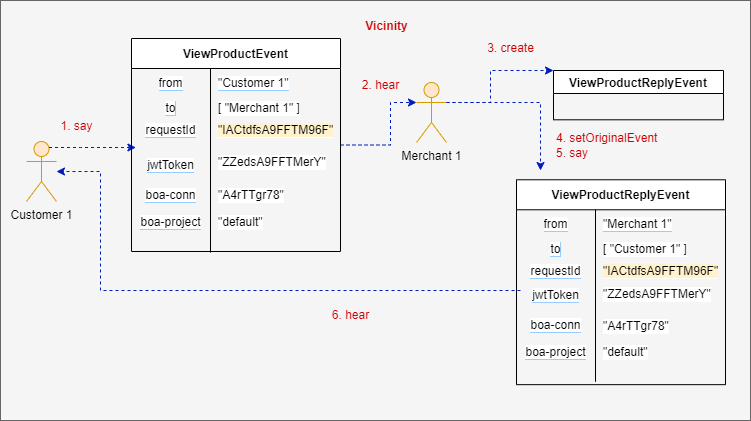 Vicinity
ViewProductEvent
from "Customer 1"
to [ "Merchant 1" ]
requestId "IACtdfsA9FFTM96F"
jwtToken "ZZedsA9FFTMerY"
boa-conn "A4rTTgr78"
boa-project "default"
1. say
Customer 1
2. hear
Merchant 1
3. create
ViewProductReplyEvent
4. setOriginalEvent
5. say
ViewProductReplyEvent
from "Merchant 1"
to [ "Customer 1" ]
requestId "IACtdfsA9FFTM96F"
jwtToken "ZZedsA9FFTMerY"
boa-conn "A4rTTgr78"
boa-project "default"
6. hear